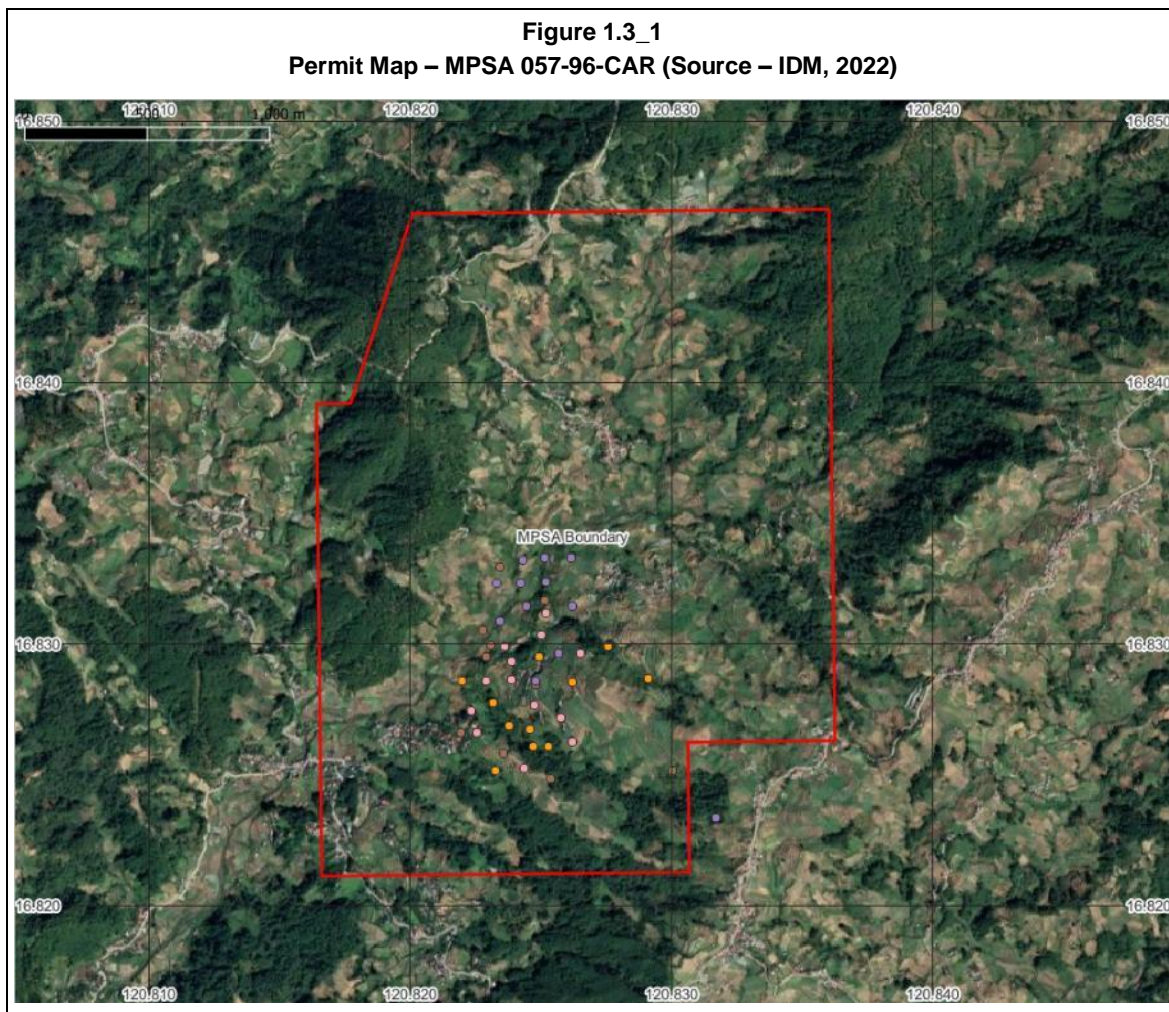 Figure 1.3_1
Permit Map – MPSA 057-96-CAR (Source – IDM, 2022)
120.810 120.820 120.830 120.840
500 1,000 m
16.850 16.850
16.840 16.840
MPSA Boundary
16.830 16.830
16.820 16.820
120.810 120.820 120.830 120.840